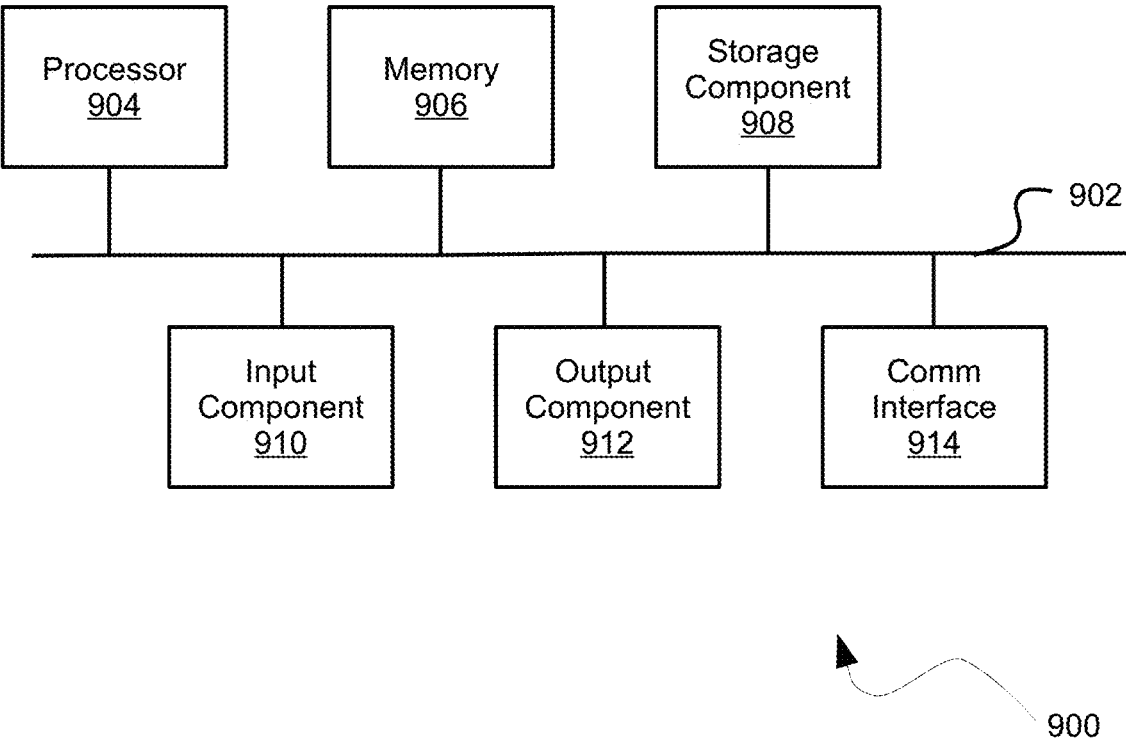 Processor
904
Memory
906
Storage
Component
908
902
Input
Component
910
Output
Component
912
Comm
Interface
914
900